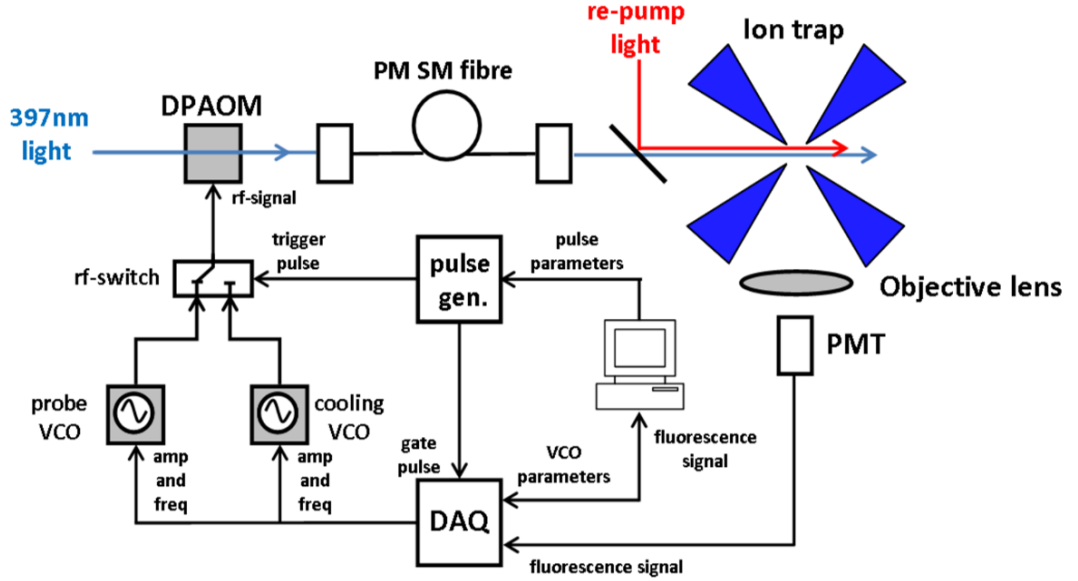 re-pump
light
Ion trap
PM SM fibre
DPAOM
397nm
light
rf-signal
trigger
pulse
pulse
gen.
pulse
parameters
rf-switch
Objective lens
PMT
probe
VCO
cooling
VCO
amp
and
freq
amp
and
freq
gate
pulse
VCO
parameters
fluorescence
signal
DAQ
fluorescence signal